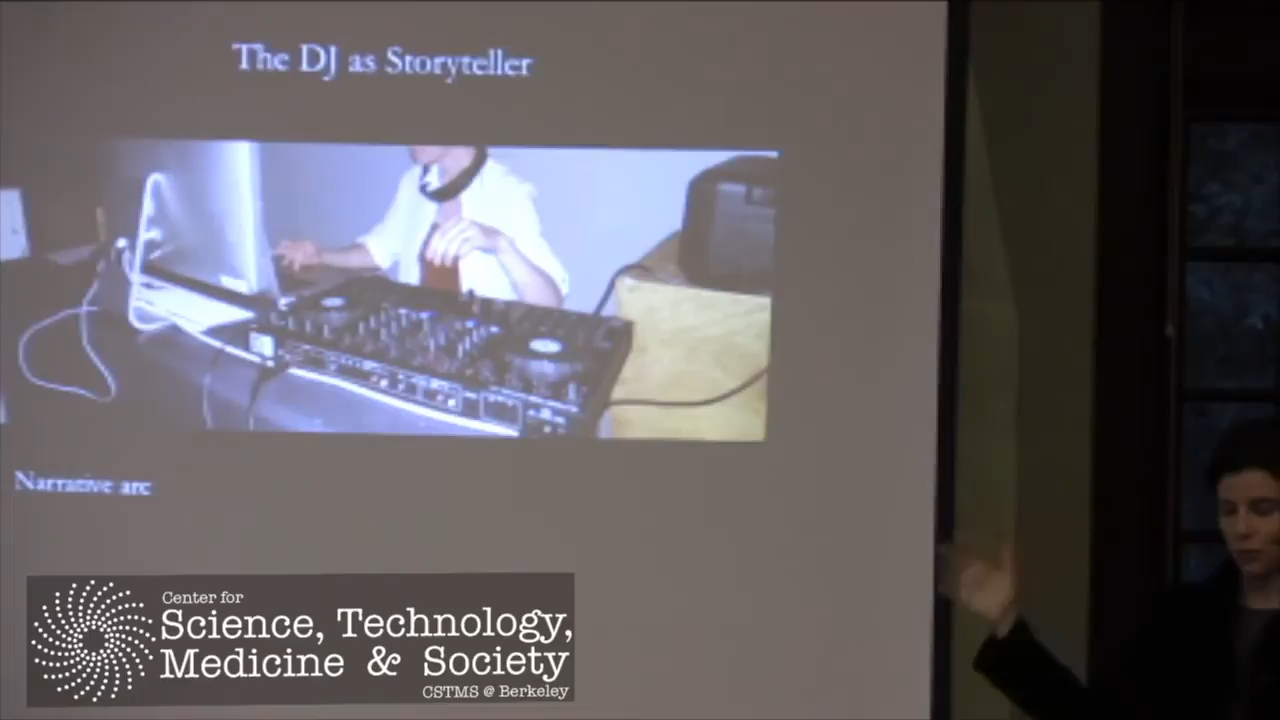 The DJ as Storyteller
Narrative arc
Center for
Science, Technology,
Medicine & Society
CSTMS @ Berkeley